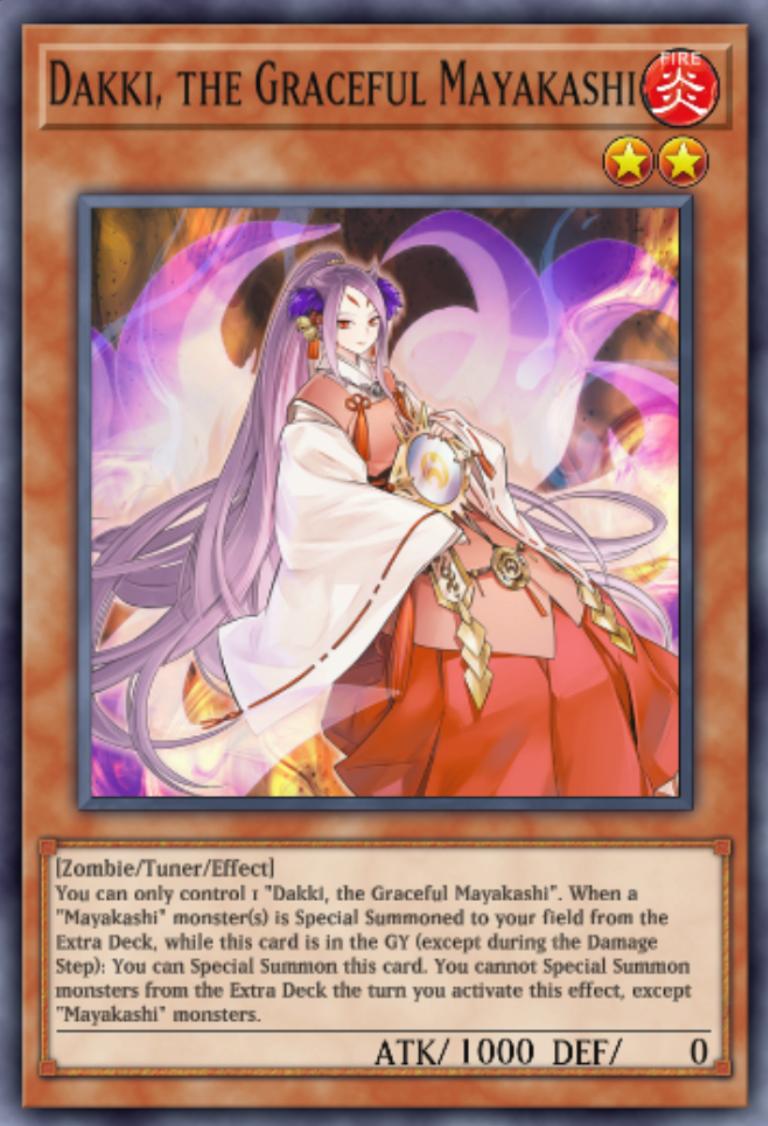 Dakki, the Graceful Mayakashi
FIRE
炎
[Zombie/Tuner/Effect]
You can only control 1 "Dakki, the Graceful Mayakashi". When a
"Mayakashi" monster(s) is Special Summoned to your field from the
Extra Deck, while this card is in the GY (except during the Damage
Step): You can Special Summon this card. You cannot Special Summon
monsters from the Extra Deck the turn you activate this effect, except
"Mayakashi" monsters.
ATK/ 1000 DEF/ 0